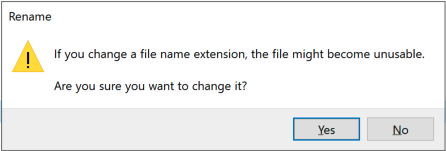 Rename
If you change a file name extension, the file might become unusable.
Are you sure you want to change it?
Yes
No